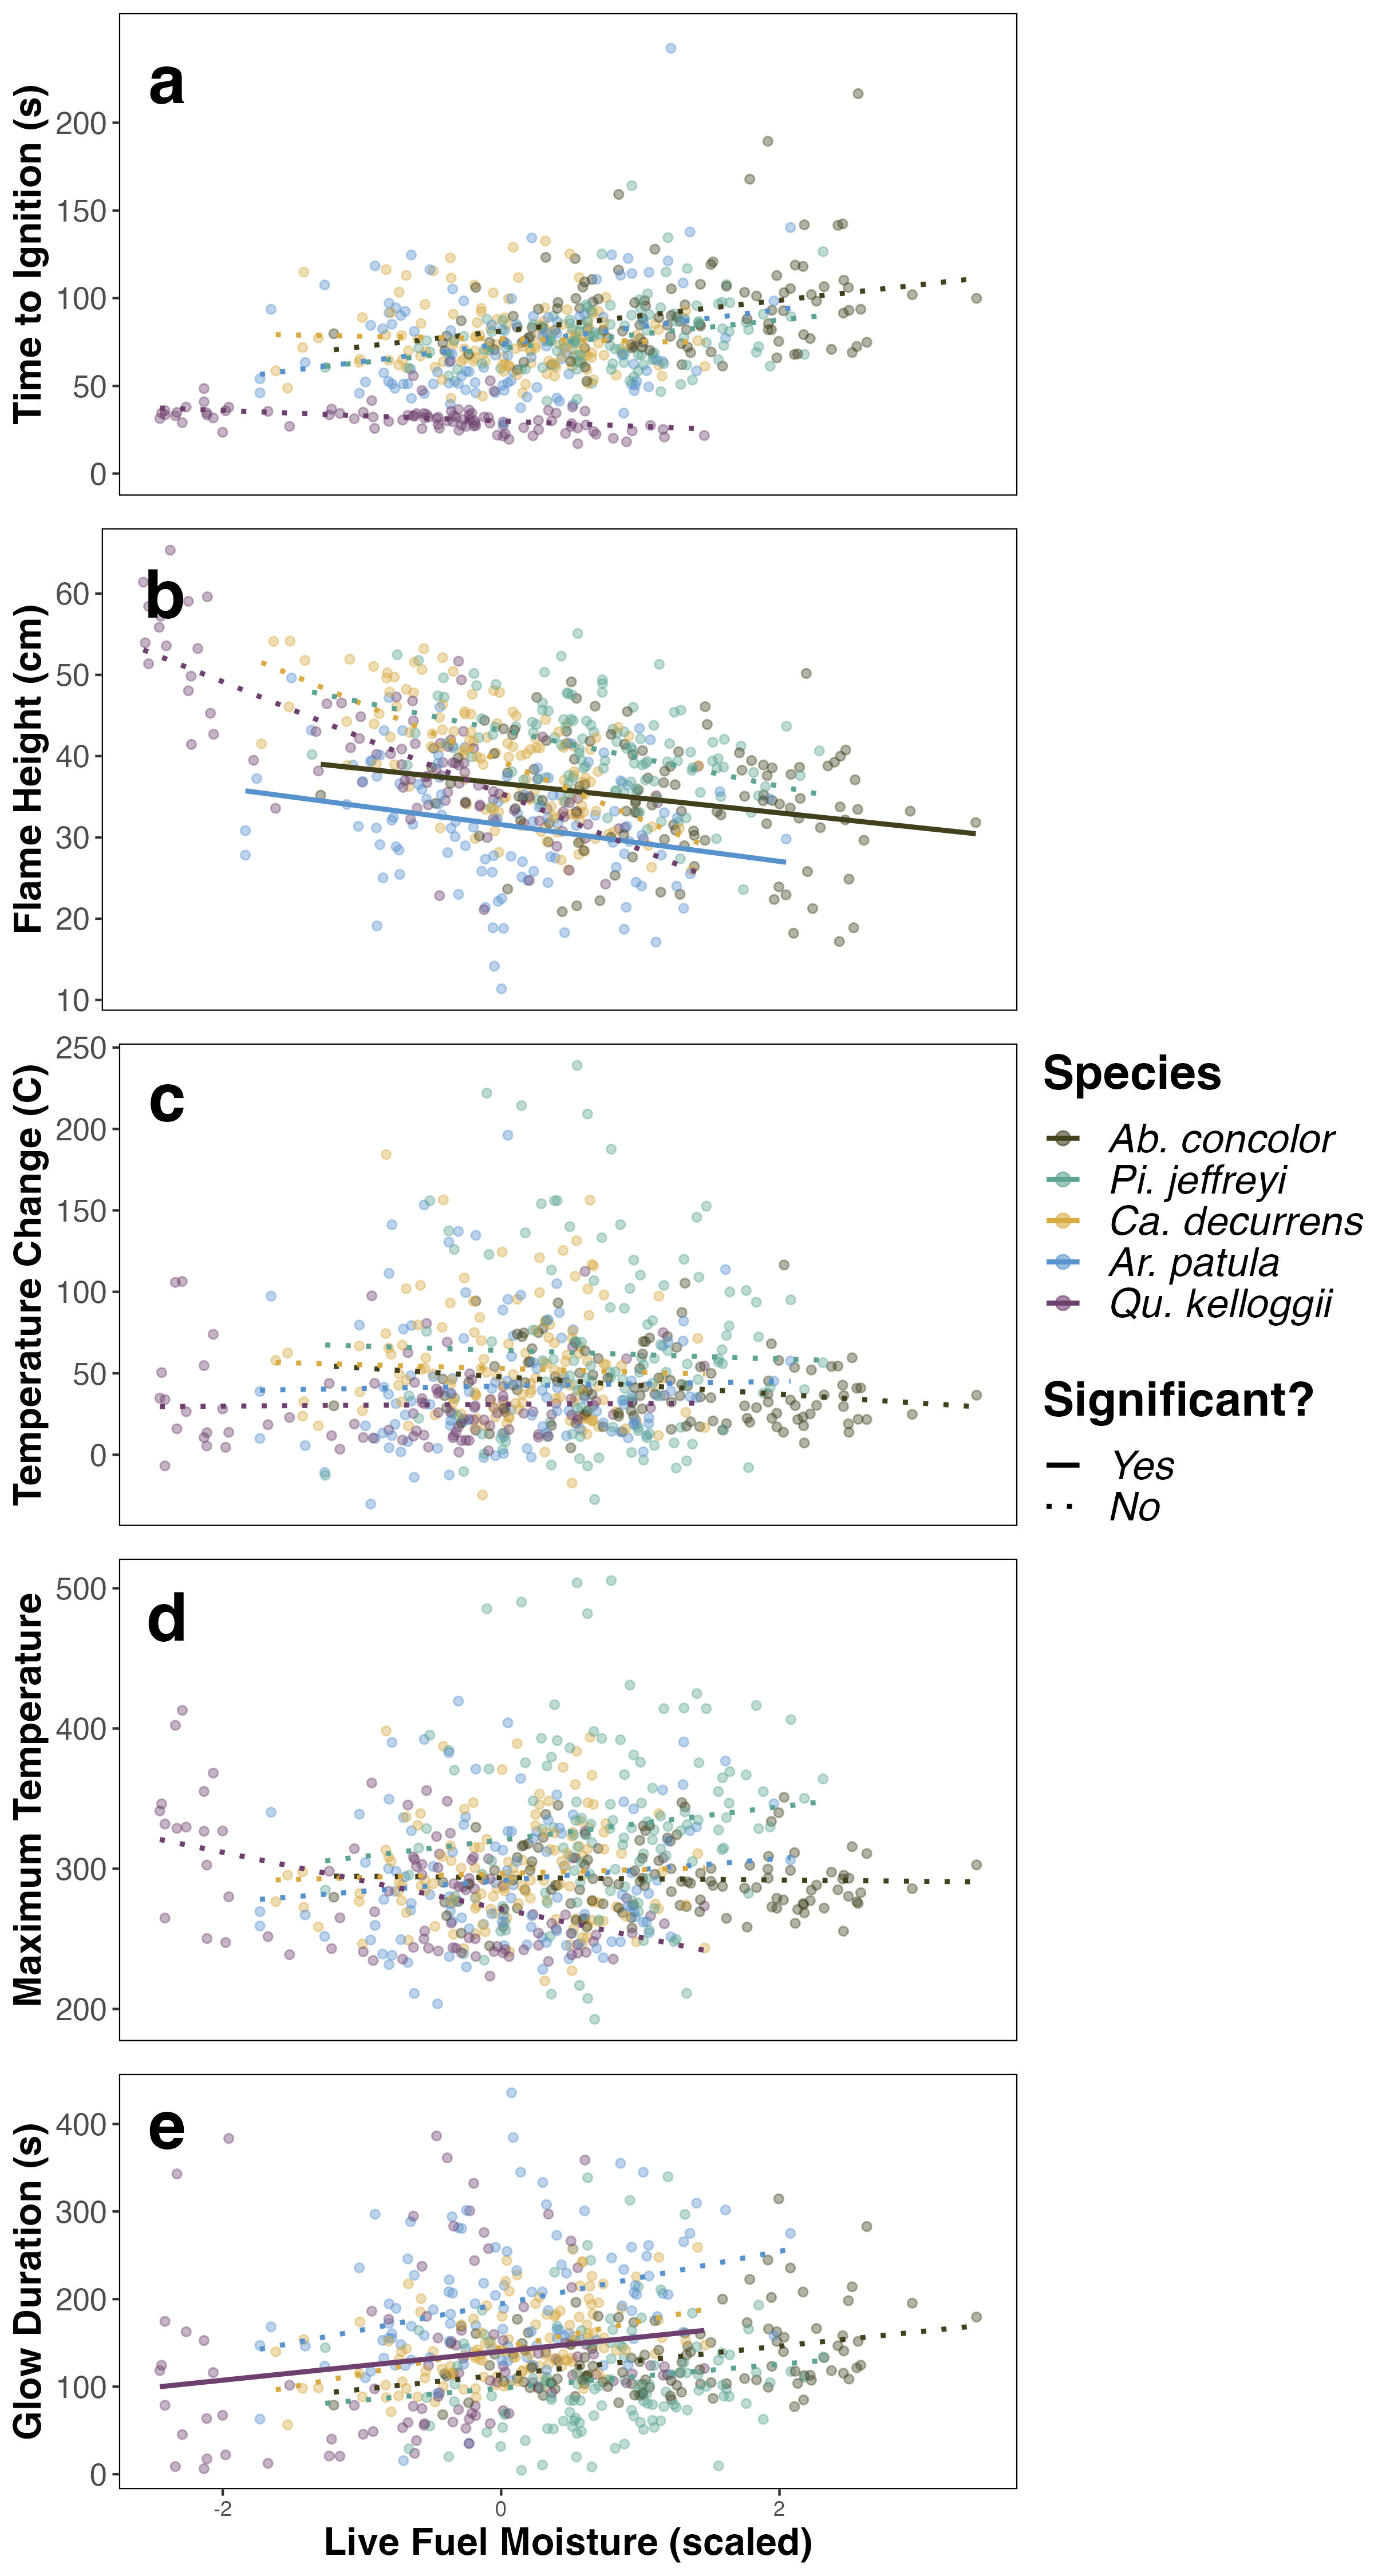 a
Time to Ignition (s)
200
150
100
50
0
b
Flame Height (cm)
60
50
40
30
20
10
c
Temperature Change (C)
250
200
150
100
50
0
Species
Ab. concolor
Pi. jeffreyi
Ca. decurrens
Ar. patula
Qu. kelloggii
Significant?
Yes
No
d
Maximum Temperature
500
400
300
200
e
Glow Duration (s)
400
300
200
100
0
-2 0 2
Live Fuel Moisture (scaled)